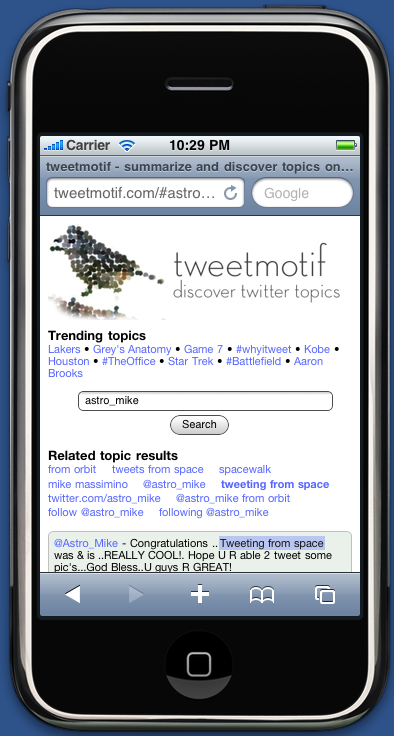 Carrier 10:29 PM
tweetmotif - summarize and discover topics on...
tweetmotif.com/#astro... Google
tweetmotif
discover twitter topics
Trending topics
Lakers • Grey's Anatomy • Game 7 • #whyitweet • Kobe •
Houston • #TheOffice • Star Trek • #Battlefield • Aaron
Brooks
astro_mike
Search
Related topic results
from orbit tweets from space spacewalk
mike massimino @astro_mike tweeting from space
twitter.com/astro_mike @astro_mike from orbit
follow @astro_mike following @astro_mike
@Astro_Mike - Congratulations ..Tweeting from space
was & is ..REALLY COOL!. Hope U R able 2 tweet some
pic's...God Bless..U guys R GREAT!